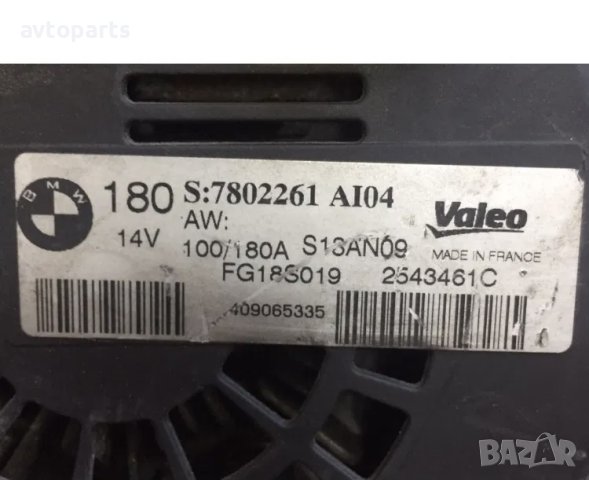 avtoparts
BMW
180 S:7802261 AI04
AW:
Valeo
14V 100/180A S13AN09 MADE IN FRANCE
FG18S019 2543461C
409065335
BAZAR